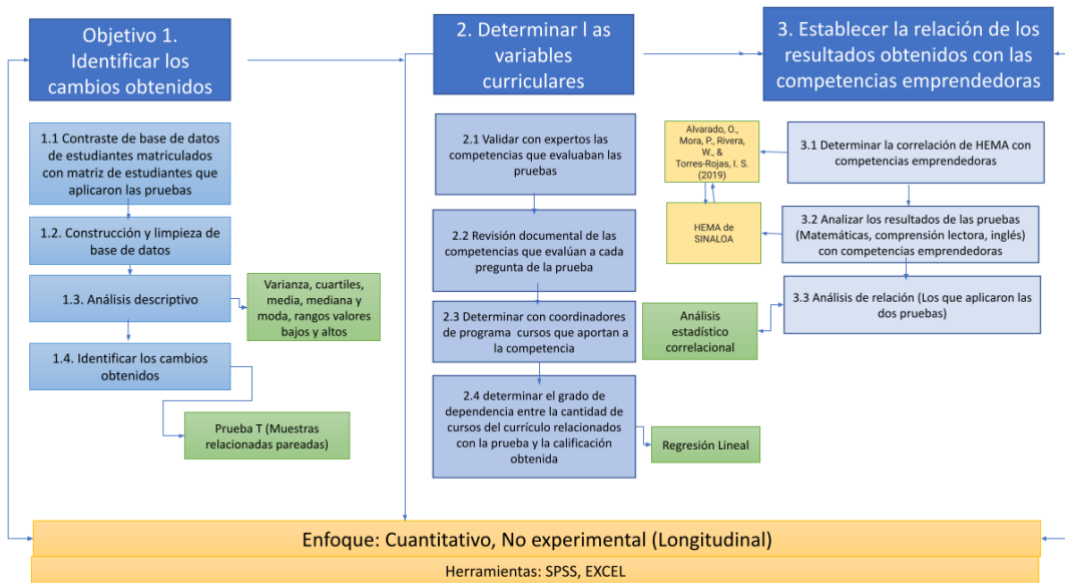 Objetivo 1.
Identificar los
cambios obtenidos
1.1 Contraste de base de datos
de estudiantes matriculados
con matriz de estudiantes que
aplicaron las pruebas
1.2. Construcción y limpieza de
base de datos
1.3. Análisis descriptivo
Varianza, cuartiles,
media, mediana y
moda, rangos valores
bajos y altos
1.4. Identificar los cambios
obtenidos
Prueba T (Muestras
relacionadas pareadas)
2. Determinar l as
variables
curriculares
2.1 Validar con expertos las
competencias que evaluaban las
pruebas
2.2 Revisión documental de las
competencias que evalúan a cada
pregunta de la prueba
2.3 Determinar con coordinadores
de programa cursos que aportan a
la competencia
2.4 determinar el grado de
dependencia entre la cantidad de
cursos del currículo relacionados
con la prueba y la calificación
obtenida
Regresión Lineal
3. Establecer la relación de los
resultados obtenidos con las
competencias emprendedoras
Alvarado, O.,
Mora, P., Rivera,
W., &
Torres-Rojas, I. S.
(2019)
HEMA de
SINALOA
3.1 Determinar la correlación de HEMA con
competencias emprendedoras
3.2 Analizar los resultados de las pruebas
(Matemáticas, comprensión lectora, inglés)
con competencias emprendedoras
3.3 Análisis de relación (Los que aplicaron las
dos pruebas)
Análisis
estadístico
correlacional
Enfoque: Cuantitativo, No experimental (Longitudinal)
Herramientas: SPSS, EXCEL